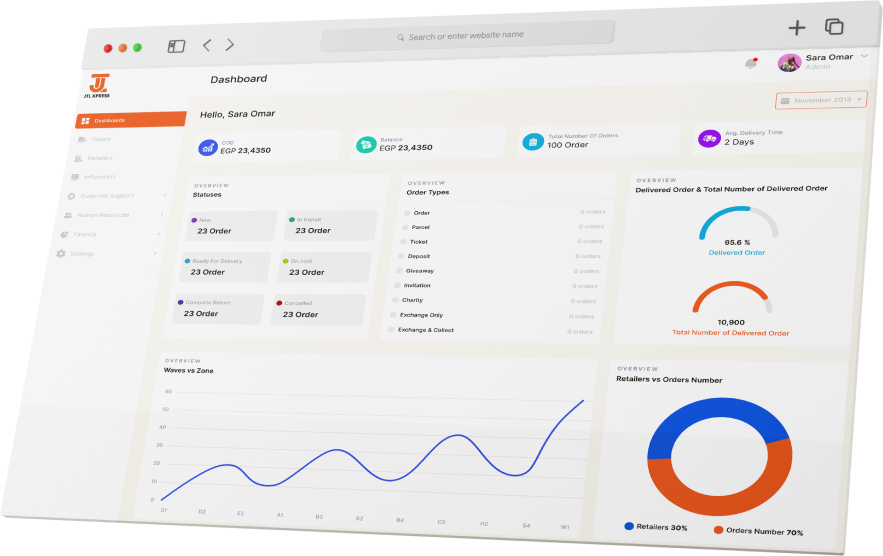 Search or enter website name
JTL XPRESS
Dashboard
Sara Omar
Admin
Dashboards
Orders
Retailers
Influencers
Customer Support
Human Resources
Finance
Settings
Hello, Sara Omar
November 2018
COD
EGP 23,4350
Balance
EGP 23,4350
Total Number Of Orders
100 Order
Avg. Delivery Time
2 Days
OVERVIEW
Statuses
New
23 Order
In transit
23 Order
Ready For Delivery
23 Order
On hold
23 Order
Complete Return
23 Order
Cancelled
23 Order
OVERVIEW
Order Types
Order 0 orders
Parcel 0 orders
Ticket 0 orders
Deposit 0 orders
Giveaway 0 orders
Invitation 0 orders
Charity 0 orders
Exchange Only 0 orders
Exchange & Collect 0 orders
OVERVIEW
Delivered Order & Total Number of Delivered Order
95.6 %
Delivered Order
10,900
Total Number of Delivered Order
OVERVIEW
Waves vs Zone
60
50
40
30
20
10
0
D1 D2 E2 A1 B3 B2 B4 C3 H2 S4 W1
OVERVIEW
Retailers vs Orders Number
Retailers 30% Orders Number 70%